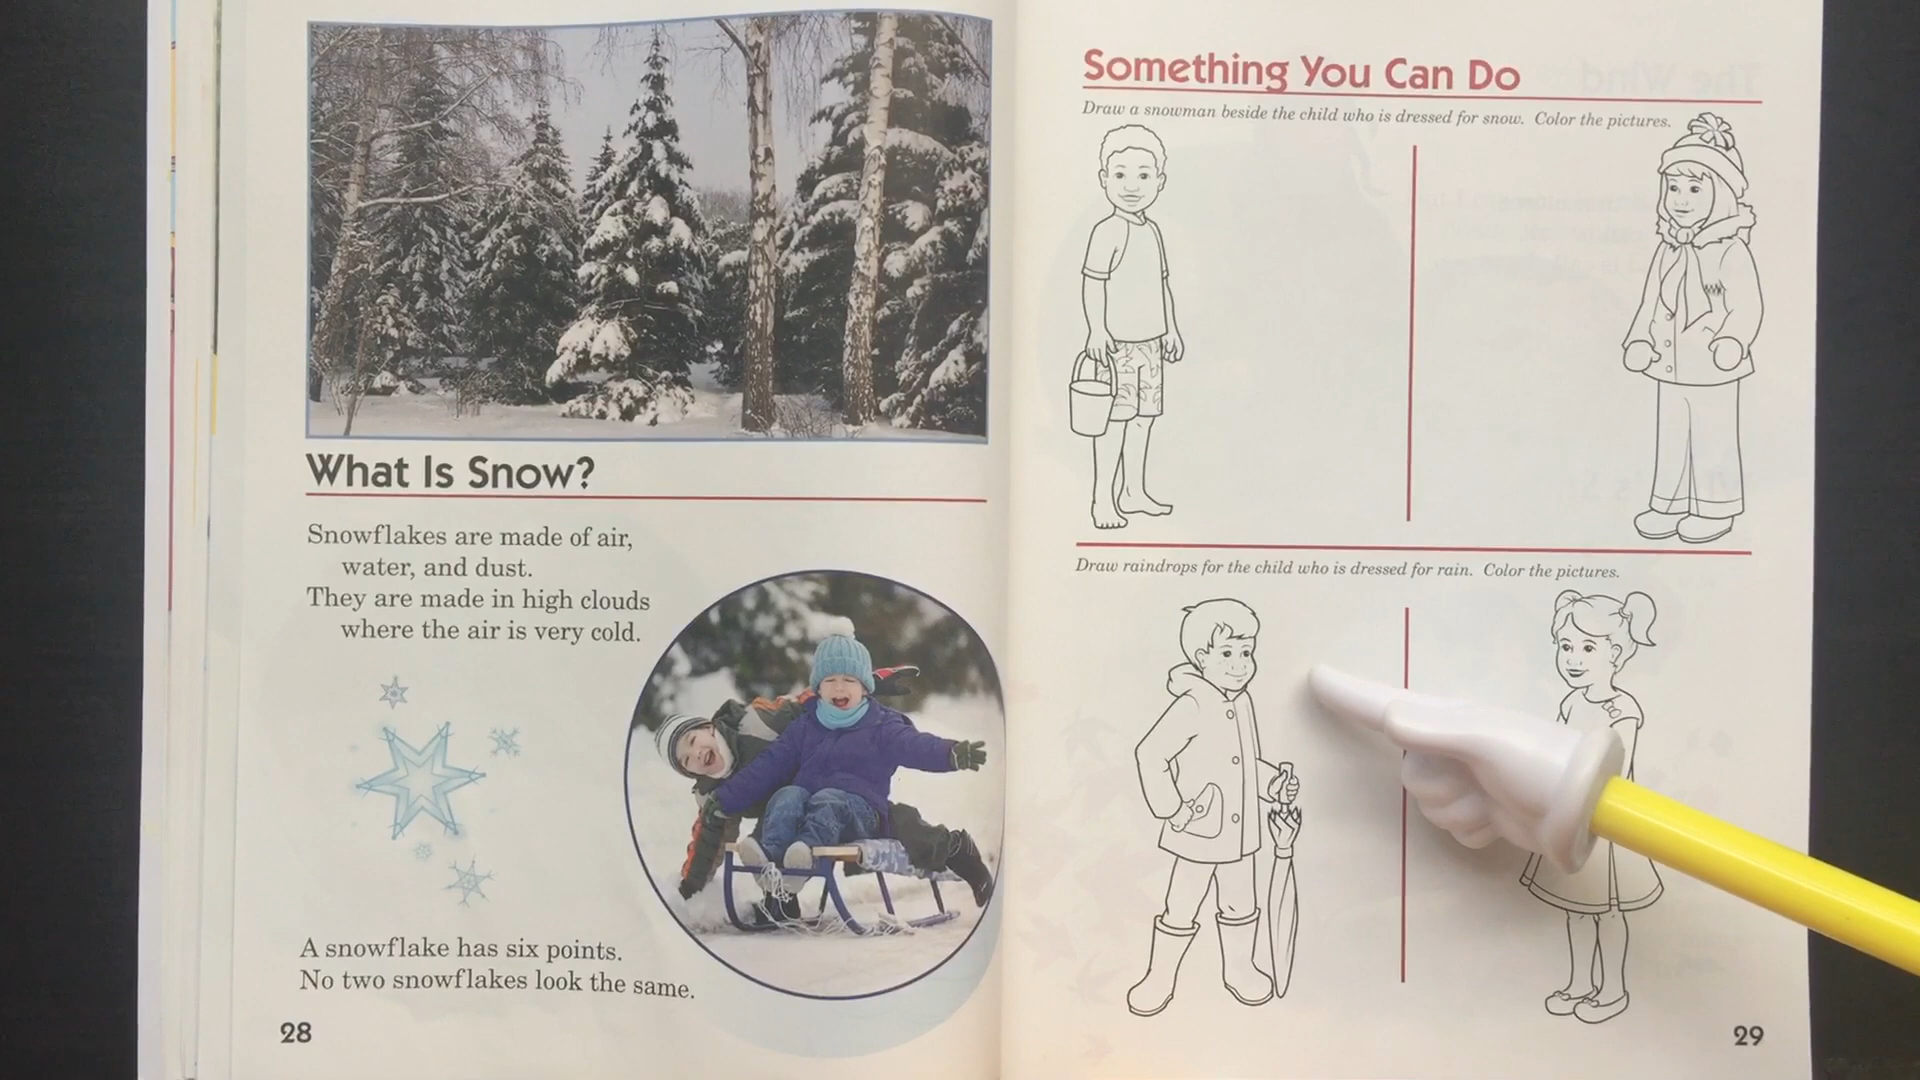 What Is Snow?
Snowflakes are made of air,
water, and dust.
They are made in high clouds
where the air is very cold.
A snowflake has six points.
No two snowflakes look the same.
28
Something You Can Do
Draw a snowman beside the child who is dressed for snow. Color the pictures.
Draw raindrops for the child who is dressed for rain. Color the pictures.
29